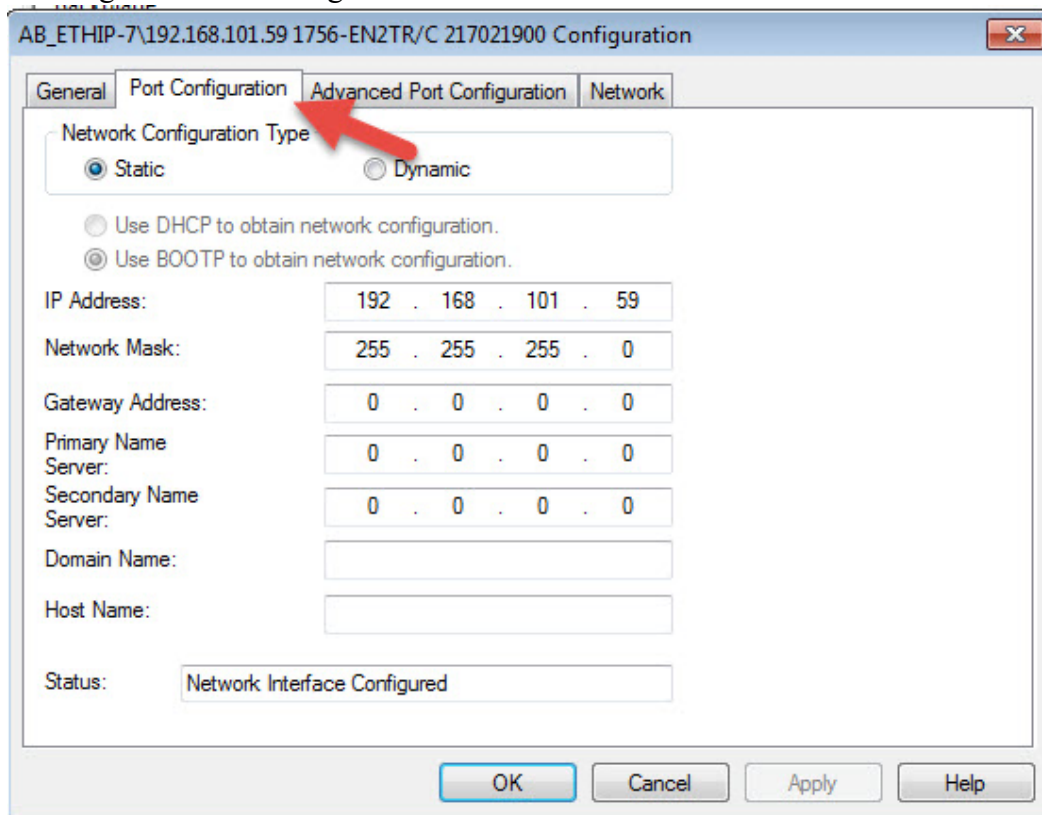 AB_ETHIP-7\192.168.101.59 1756-EN2TR/C 217021900 Configuration
General Port Configuration Advanced Port Configuration Network
Network Configuration Type
Static Dynamic
Use DHCP to obtain network configuration.
Use BOOTP to obtain network configuration.
IP Address: 192 . 168 . 101 . 59
Network Mask: 255 . 255 . 255 . 0
Gateway Address: 0 . 0 . 0 . 0
Primary Name
Server: 0 . 0 . 0 . 0
Secondary Name
Server: 0 . 0 . 0 . 0
Domain Name:
Host Name:
Status: Network Interface Configured
OK Cancel Apply Help